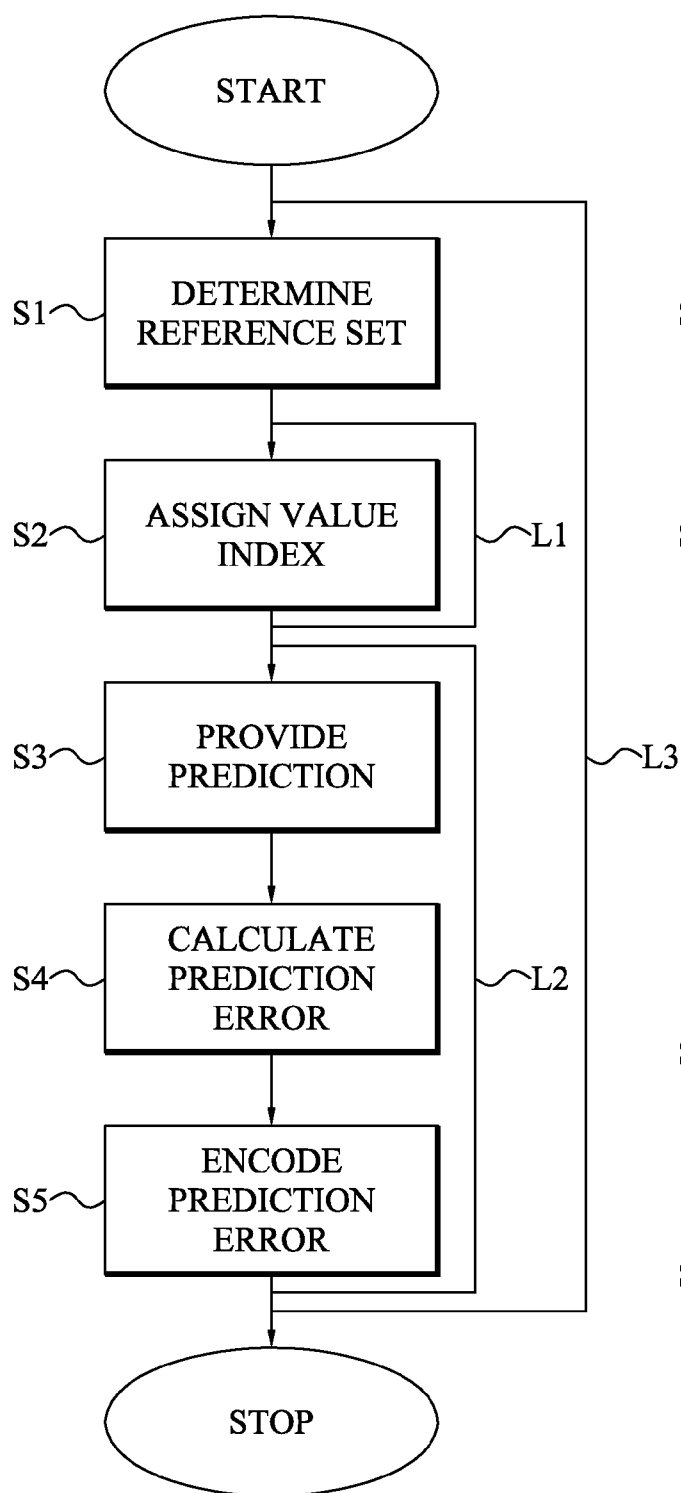 START
S1
DETERMINE
REFERENCE SET
S2
ASSIGN VALUE
INDEX
L1
S3
PROVIDE
PREDICTION
L3
S4
CALCULATE
PREDICTION
ERROR
L2
S5
ENCODE
PREDICTION
ERROR
STOP